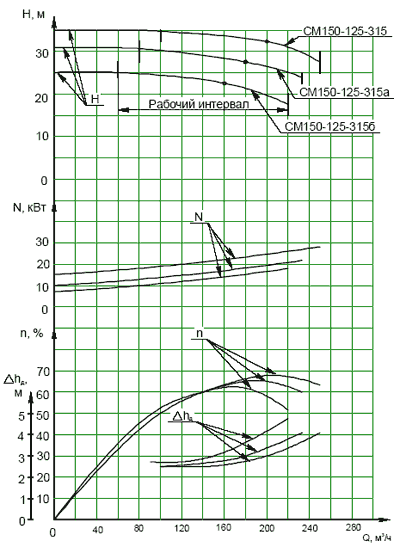 H, м
30
20
10
0
СМ150-125-315
СМ150-125-315а
СМ150-125-315б
H
Рабочий интервал
N, кВт
30
20
10
0
N
n, %
70
60
50
40
30
20
10
Δhд,
м
5
4
3
2
1
0
n
Δhд
0
40
80
120
160
200
240
280
Q, м³/ч